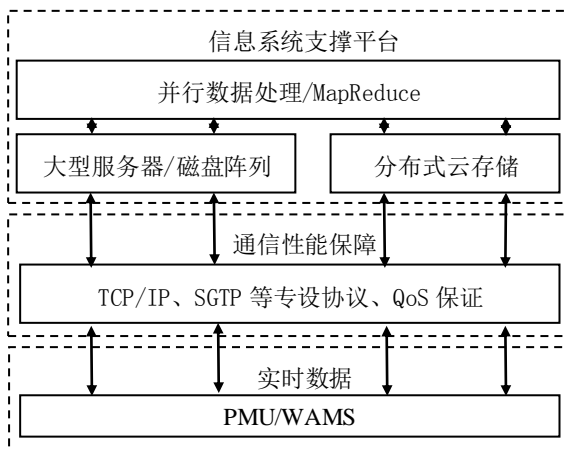 信息系统支撑平台
并行数据处理/MapReduce
大型服务器/磁盘阵列
分布式云存储
通信性能保障
TCP/IP、SGTP 等专设协议、QoS 保证
实时数据
PMU/WAMS